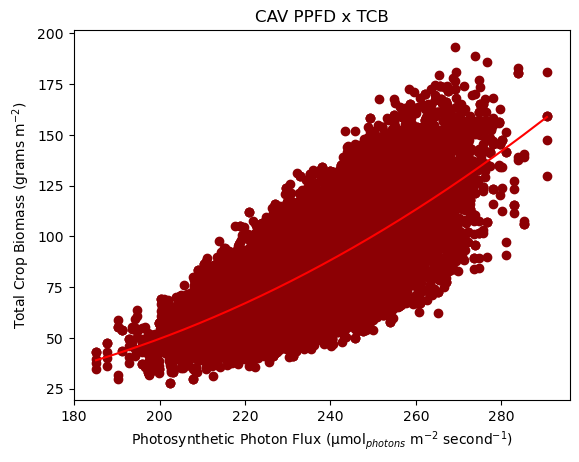 CAV PPFD x TCB
Total Crop Biomass (grams m⁻²)
200
175
150
125
100
75
50
25
180 200 220 240 260 280
Photosynthetic Photon Flux (μmolₚₕₒₜₒₙₛ m⁻² second⁻¹)